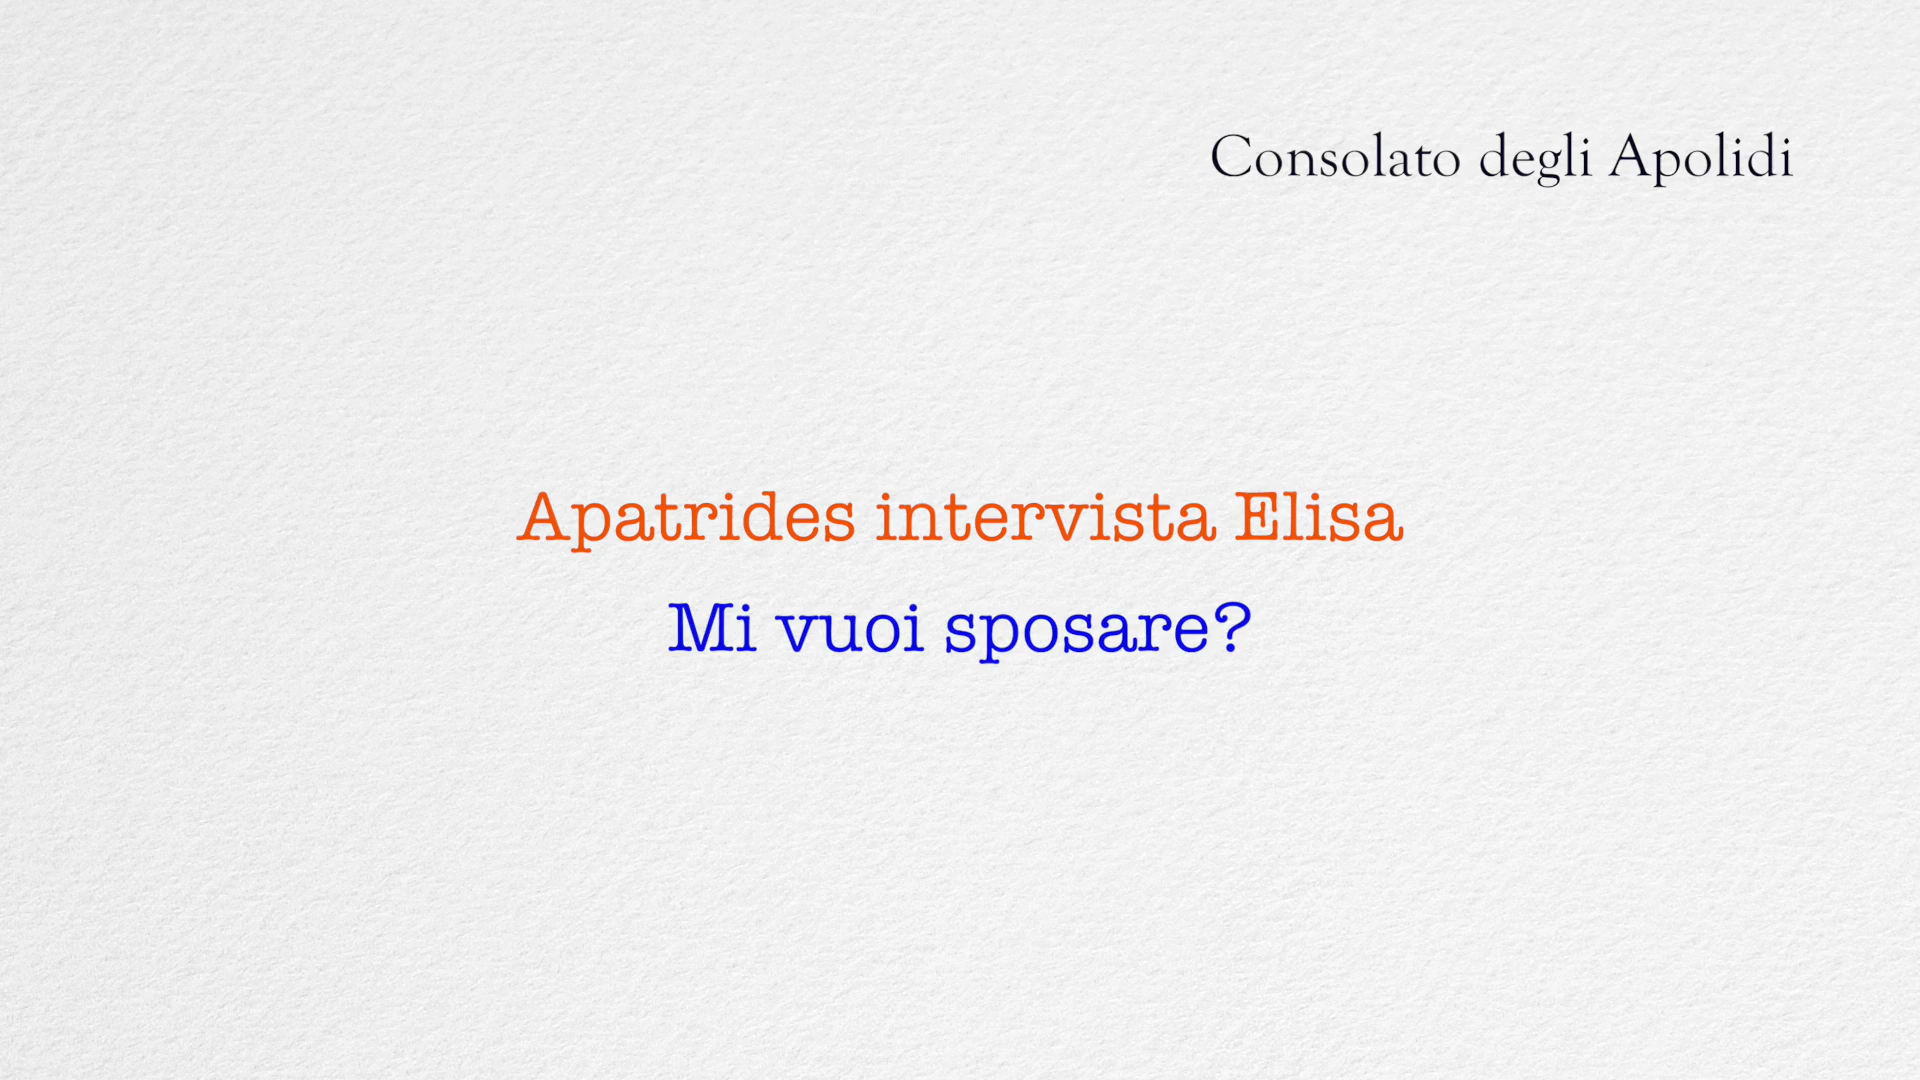 Consolato degli Apolidi
Apatrides intervista Elisa
Mi vuoi sposare?